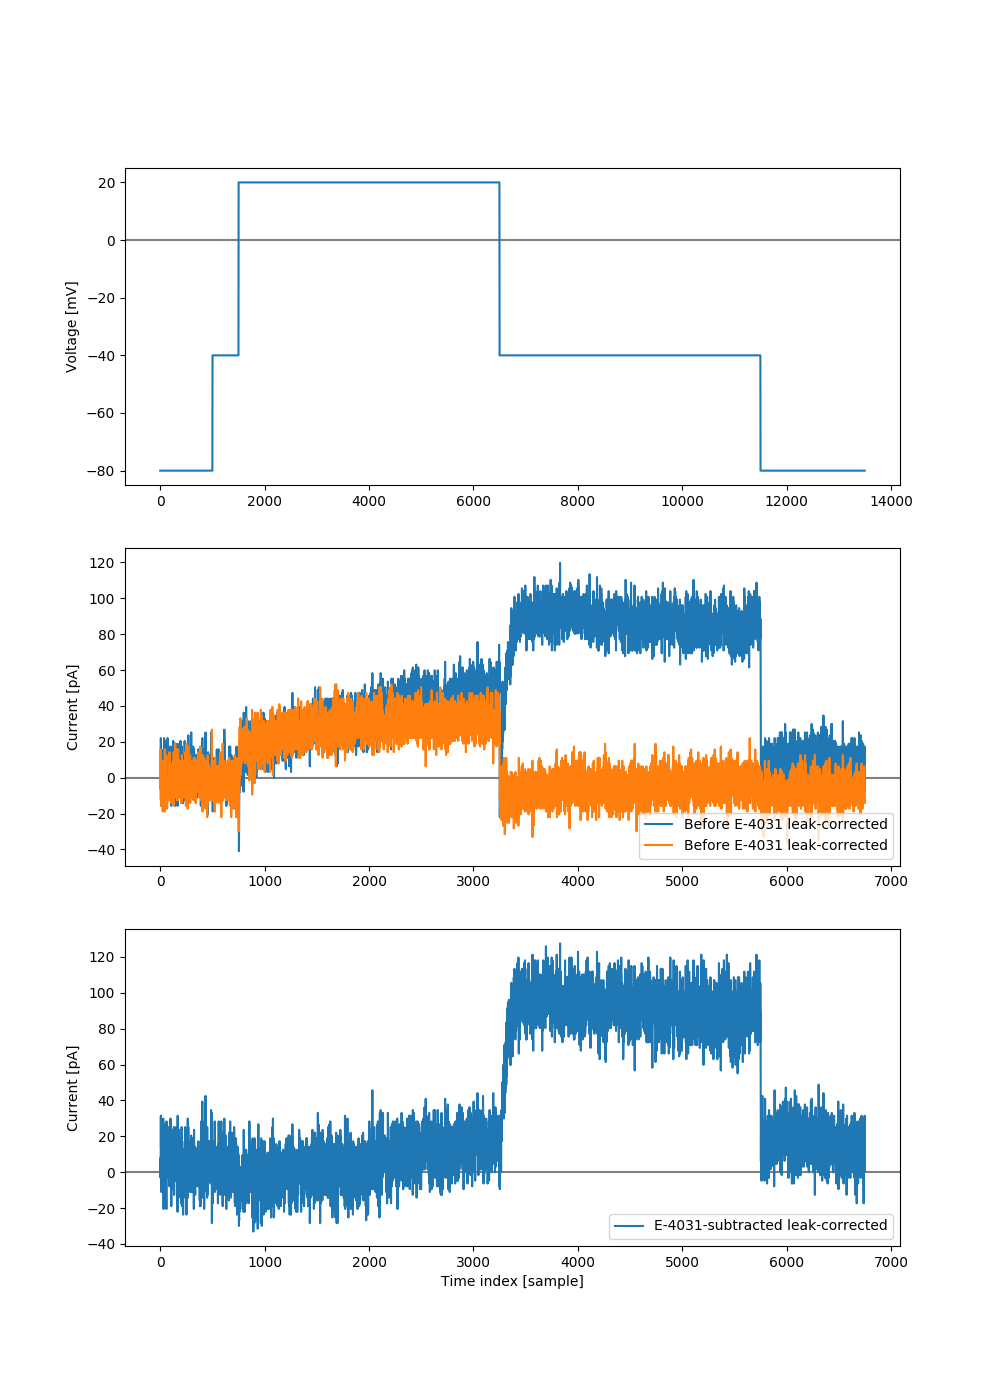 20
0
−20
−40
−60
−80
Voltage [mV]
0 2000 4000 6000 8000 10000 12000 14000
120
100
80
60
40
20
0
−20
−40
Current [pA]
Before E-4031 leak-corrected
Before E-4031 leak-corrected
0 1000 2000 3000 4000 5000 6000 7000
120
100
80
60
40
20
0
−20
−40
Current [pA]
E-4031-subtracted leak-corrected
0 1000 2000 3000 4000 5000 6000 7000
Time index [sample]